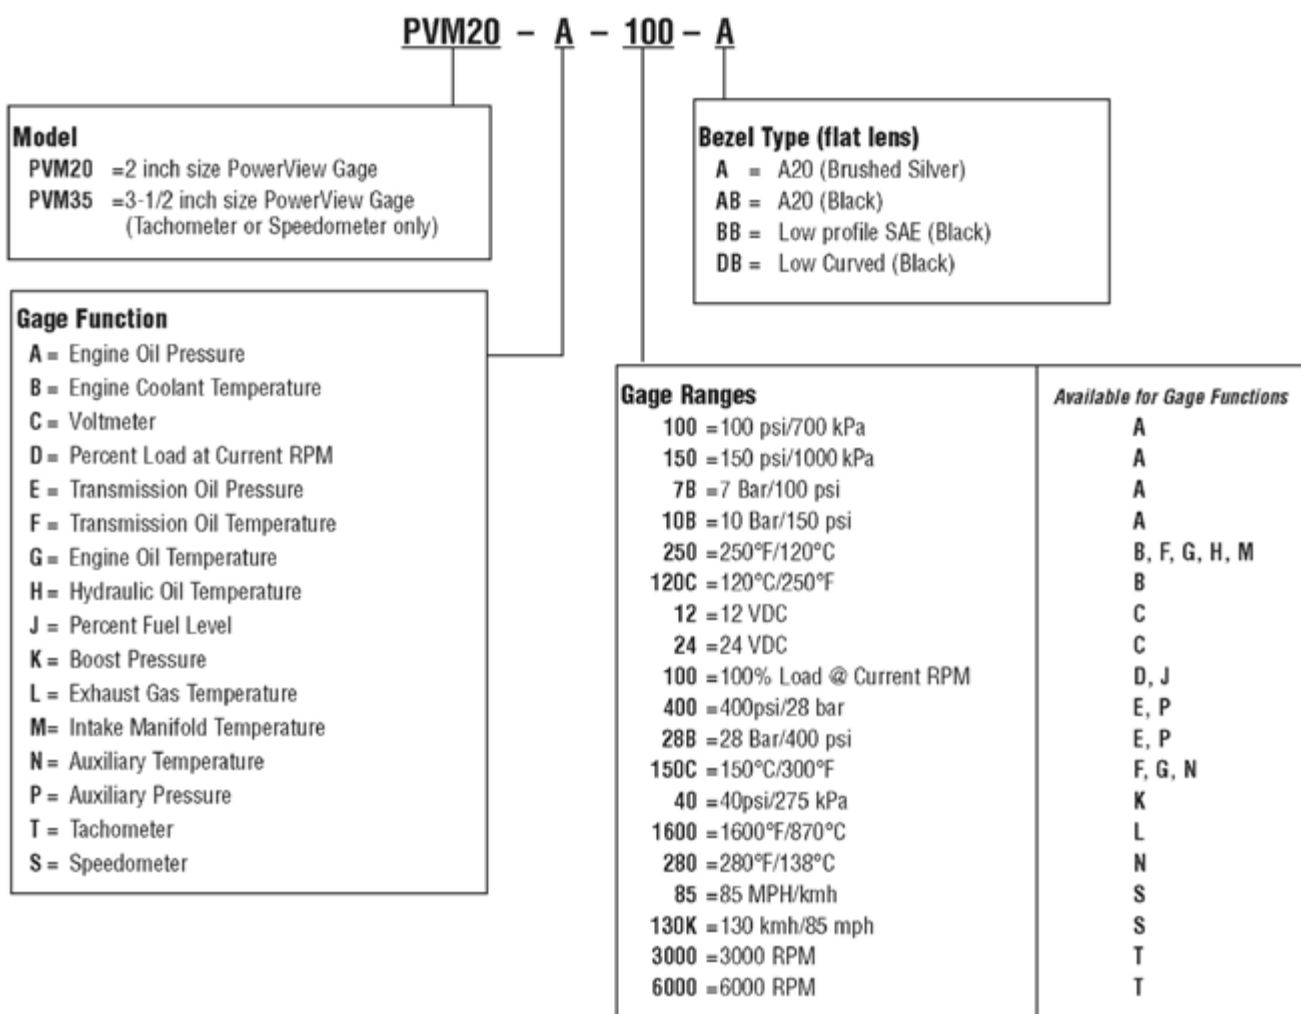 PVM20 – A – 100 – A
Model
PVM20 =2 inch size PowerView Gage
PVM35 =3-1/2 inch size PowerView Gage
(Tachometer or Speedometer only)
Bezel Type (flat lens)
A = A20 (Brushed Silver)
AB = A20 (Black)
BB = Low profile SAE (Black)
DB = Low Curved (Black)
Gage Function
A = Engine Oil Pressure
B = Engine Coolant Temperature
C = Voltmeter
D = Percent Load at Current RPM
E = Transmission Oil Pressure
F = Transmission Oil Temperature
G = Engine Oil Temperature
H = Hydraulic Oil Temperature
J = Percent Fuel Level
K = Boost Pressure
L = Exhaust Gas Temperature
M= Intake Manifold Temperature
N = Auxiliary Temperature
P = Auxiliary Pressure
T = Tachometer
S = Speedometer
Gage Ranges Available for Gage Functions
100 =100 psi/700 kPa A
150 =150 psi/1000 kPa A
7B =7 Bar/100 psi A
10B =10 Bar/150 psi A
250 =250°F/120°C B, F, G, H, M
120C =120°C/250°F B
12 =12 VDC C
24 =24 VDC C
100 =100% Load @ Current RPM D, J
400 =400psi/28 bar E, P
28B =28 Bar/400 psi E, P
150C =150°C/300°F F, G, N
40 =40psi/275 kPa K
1600 =1600°F/870°C L
280 =280°F/138°C N
85 =85 MPH/kmh S
130K =130 kmh/85 mph S
3000 =3000 RPM T
6000 =6000 RPM T